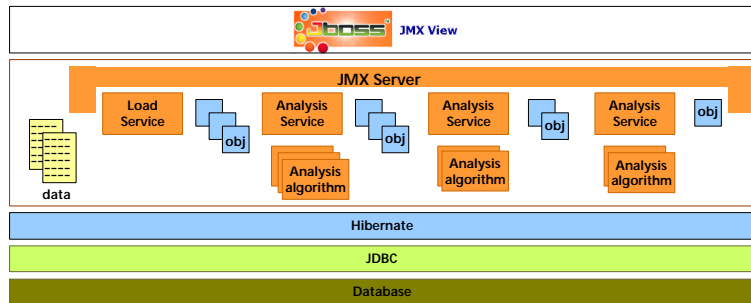 JBoss JMX View
JMX Server
Load
Service
obj
Analysis
Service
obj
Analysis
Service
obj
Analysis
Service
obj
data
Analysis
algorithm
Analysis
algorithm
Analysis
algorithm
Hibernate
JDBC
Database